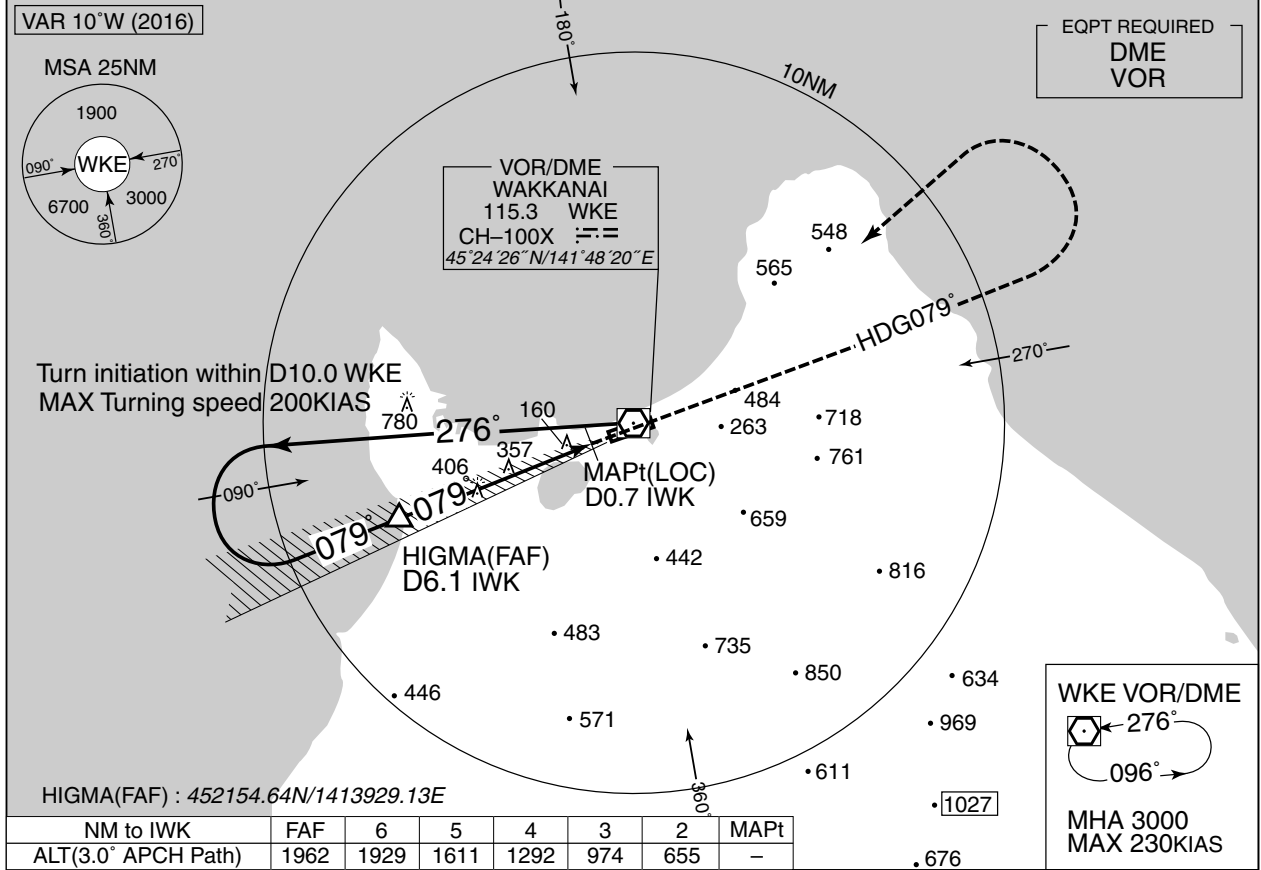 VAR 10˚W (2016)
MSA 25NM
1900
090˚
WKE
270˚
6700
3000
360˚
180˚
10NM
EQPT REQUIRED
DME
VOR
VOR/DME
WAKKANAI
115.3 WKE
CH–100X
45˚24´26˝N/141˚48´20˝E
548
565
HDG079˚
270˚
Turn initiation within D10.0 WKE
MAX Turning speed 200KIAS
780
276˚
160
484
263
718
357
406
761
MAPt(LOC)
D0.7 IWK
090˚
079˚
079˚
659
HIGMA(FAF)
D6.1 IWK
442
816
483
735
850
634
446
571
969
611
360˚
1027
676
WKE VOR/DME
276˚
096˚
MHA 3000
MAX 230KIAS
HIGMA(FAF) : 452154.64N/1413929.13E
NM to IWK FAF 6 5 4 3 2 MAPt
ALT(3.0˚ APCH Path) 1962 1929 1611 1292 974 655 –